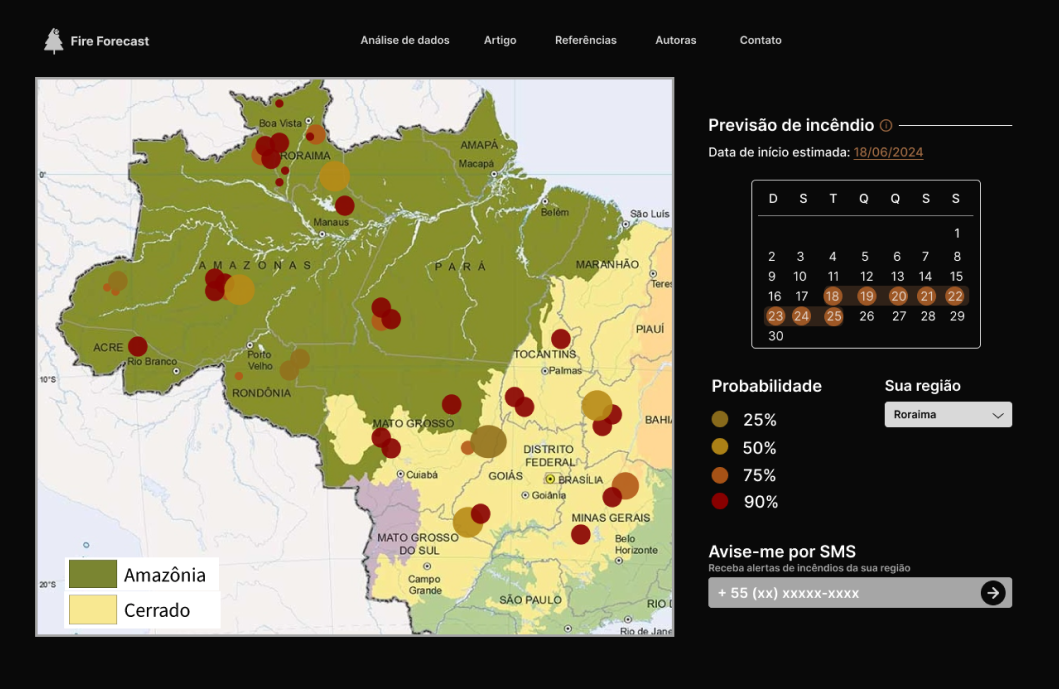 Fire Forecast
Análise de dados
Artigo
Referências
Autoras
Contato
Boa Vista
RORAIMA
AMAPÁ
Macapá
0°
Manaus
Belém
São Luís
AMAZONAS
PARÁ
MARANHÃO
Teres
PIAUÍ
ACRE
Rio Branco
Porto
Velho
RONDÔNIA
10°S
TOCANTINS
Palmas
MATO GROSSO
BAHI
Cuiabá
DISTRITO
FEDERAL
GOIÁS
BRASÍLIA
Goiânia
MINAS GERAIS
MATO GROSSO
DO SUL
Belo
Horizonte
Campo
Grande
20°S
SÃO PAULO
RIO D
Rio de Jane
Amazônia
Cerrado
Previsão de incêndio
Data de início estimada: 18/06/2024
D S T Q Q S S
1
2 3 4 5 6 7 8
9 10 11 12 13 14 15
16 17 18 19 20 21 22
23 24 25 26 27 28 29
30
Probabilidade
25%
50%
75%
90%
Sua região
Roraima
Avise-me por SMS
Receba alertas de incêndios da sua região
+ 55 (xx) xxxxx-xxxx